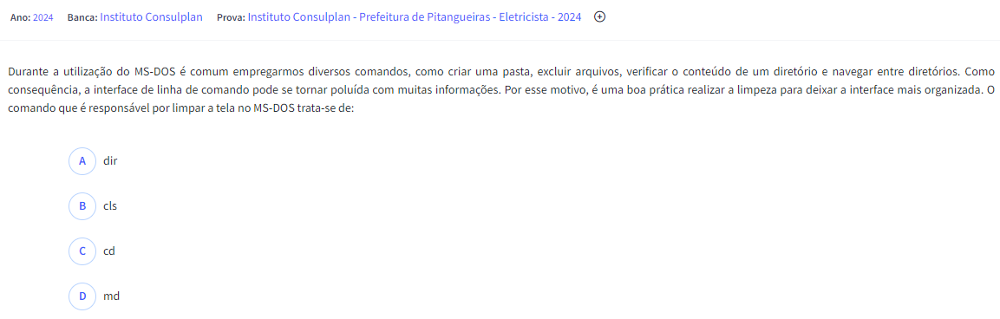 Ano: 2024 Banca: Instituto Consulplan Prova: Instituto Consulplan - Prefeitura de Pitangueiras - Eletricista - 2024
Durante a utilização do MS-DOS é comum empregarmos diversos comandos, como criar uma pasta, excluir arquivos, verificar o conteúdo de um diretório e navegar entre diretórios. Como
consequência, a interface de linha de comando pode se tornar poluída com muitas informações. Por esse motivo, é uma boa prática realizar a limpeza para deixar a interface mais organizada. O
comando que é responsável por limpar a tela no MS-DOS trata-se de:
A dir
B cls
C cd
D md